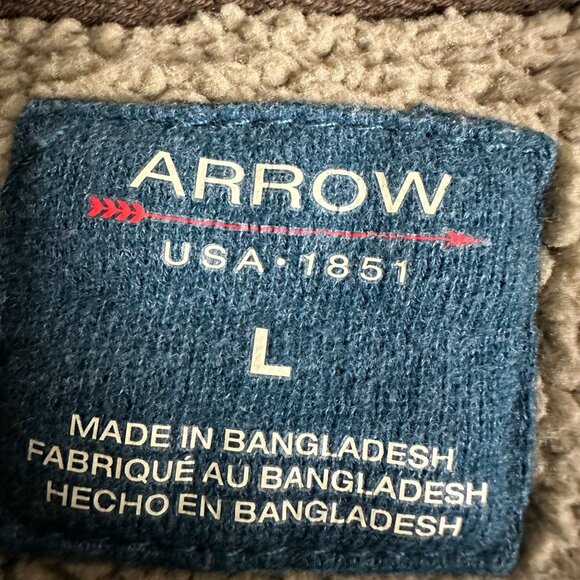 ARROW
USA · 1851
L
MADE IN BANGLADESH
FABRIQUÉ AU BANGLADESH
HECHO EN BANGLADESH